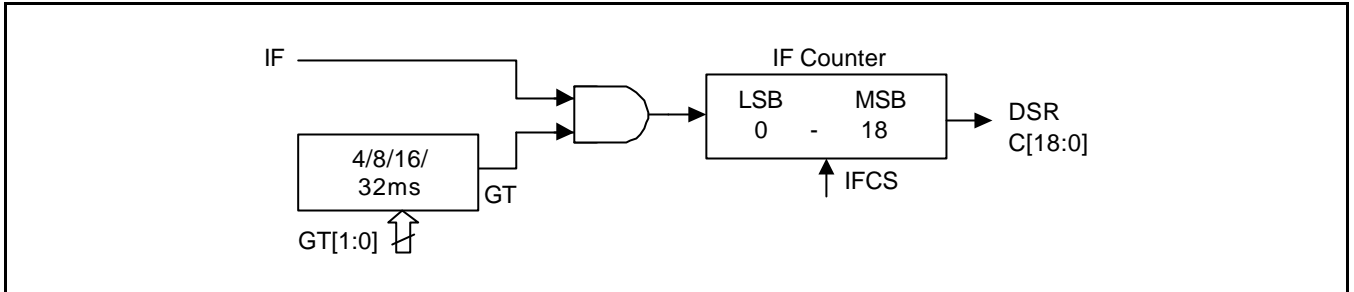 IF
IF Counter
LSB MSB
0 - 18
DSR
C[18:0]
4/8/16/
32ms
GT
IFCS
GT[1:0]